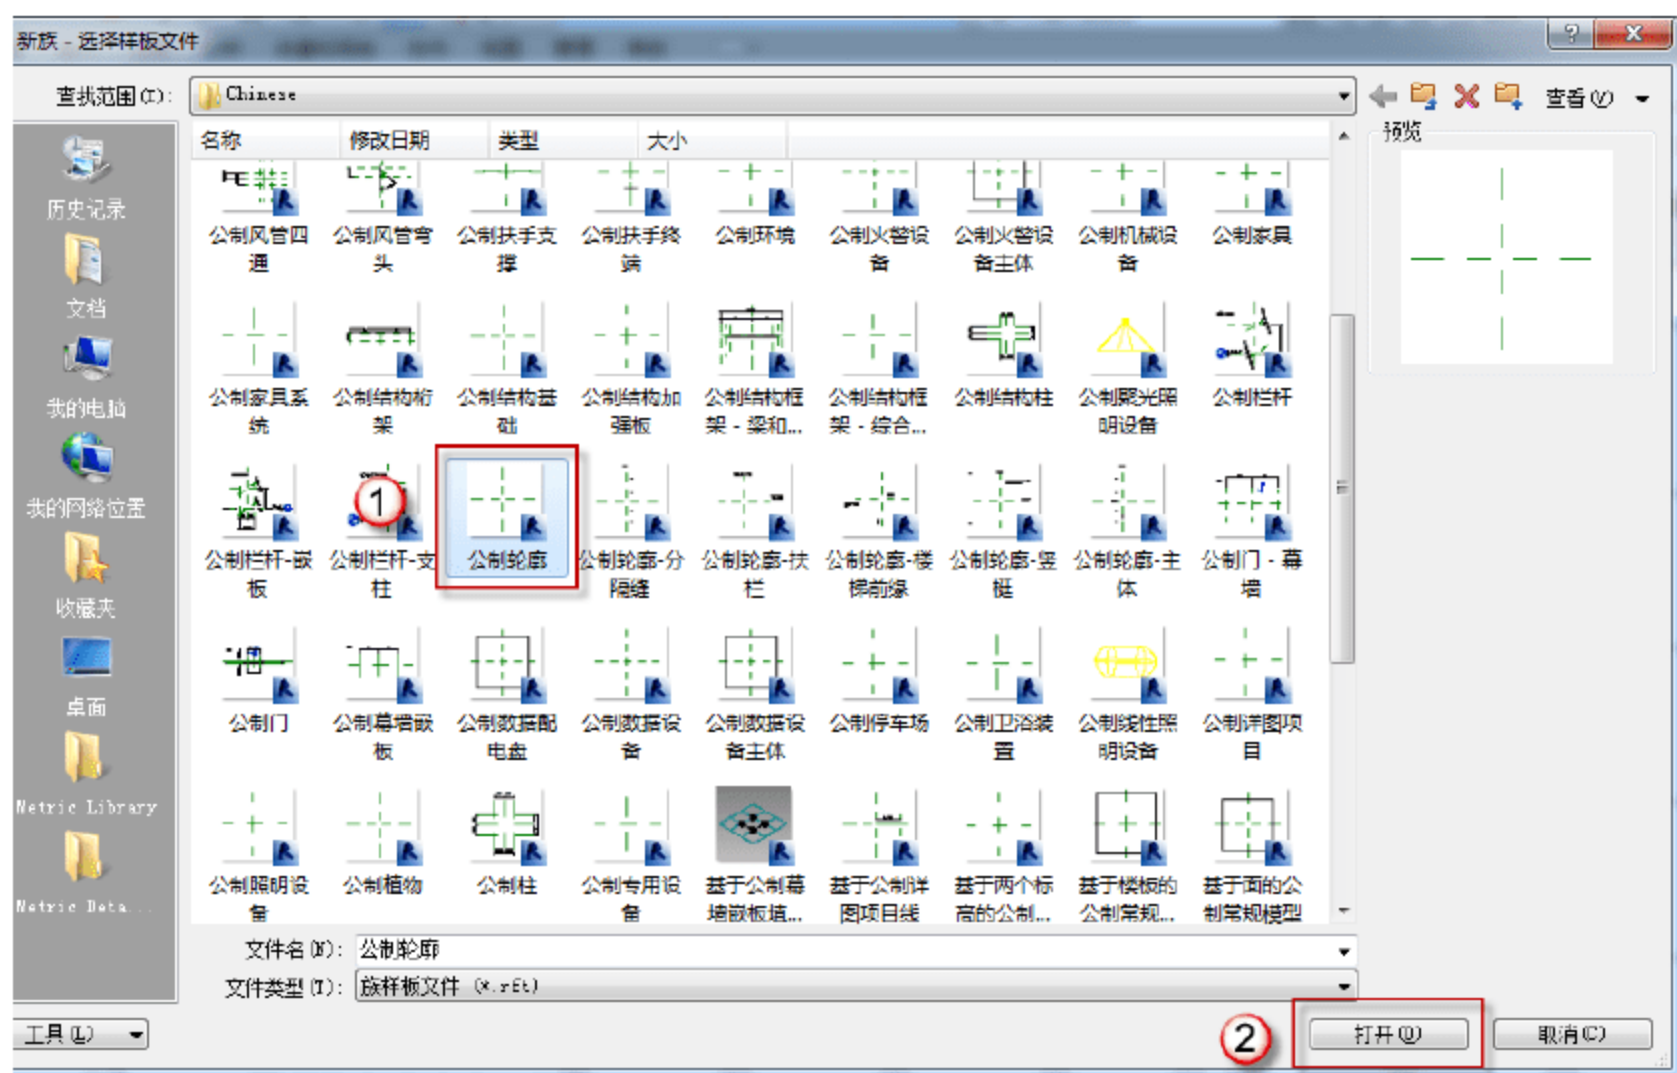 新族 - 选择样板文件
查找范围(I):
Chinese
查看(V)
名称 修改日期 类型 大小
预览
历史记录
文档
我的电脑
我的网络位置
收藏夹
桌面
Metric Library
Metric Deta...
公制风管四通
公制风管弯头
公制扶手支撑
公制扶手终端
公制环境
公制火警设备
公制火警设备主体
公制机械设备
公制家具
公制家具系统
公制结构桁架
公制结构基础
公制结构加强板
公制结构框架 - 梁和...
公制结构框架 - 综合...
公制结构柱
公制聚光照明设备
公制栏杆
公制栏杆-嵌板
公制栏杆-支柱
公制轮廓
公制轮廓-分隔缝
公制轮廓-扶栏
公制轮廓-楼梯前缘
公制轮廓-竖梃
公制轮廓-主体
公制门 - 幕墙
公制门
公制幕墙嵌板
公制数据配电盘
公制数据设备
公制数据设备主体
公制停车场
公制卫浴装置
公制线性照明设备
公制详图项目
公制照明设备
公制植物
公制柱
公制专用设备
基于公制幕墙嵌板填...
基于公制详图项目线
基于两个标高的公制...
基于楼板的公制常规...
基于面的公制常规模型
1
文件名(N): 公制轮廓
文件类型(T): 族样板文件 (*.rft)
工具(L)
2
打开(O)
取消(C)